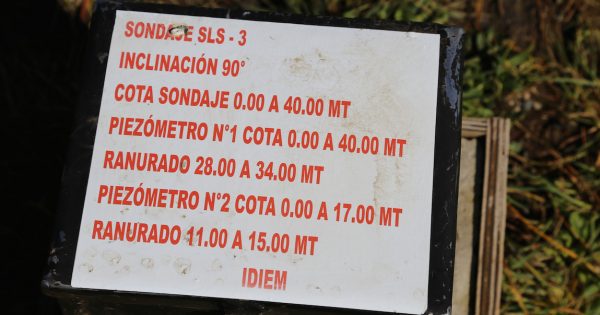 SONDAJE SLS - 3
INCLINACIÓN 90°
COTA SONDAJE 0.00 A 40.00 MT
PIEZÓMETRO N°1 COTA 0.00 A 40.00 MT
RANURADO 28.00 A 34.00 MT
PIEZÓMETRO N°2 COTA 0.00 A 17.00 MT
RANURADO 11.00 A 15.00 MT
IDIEM